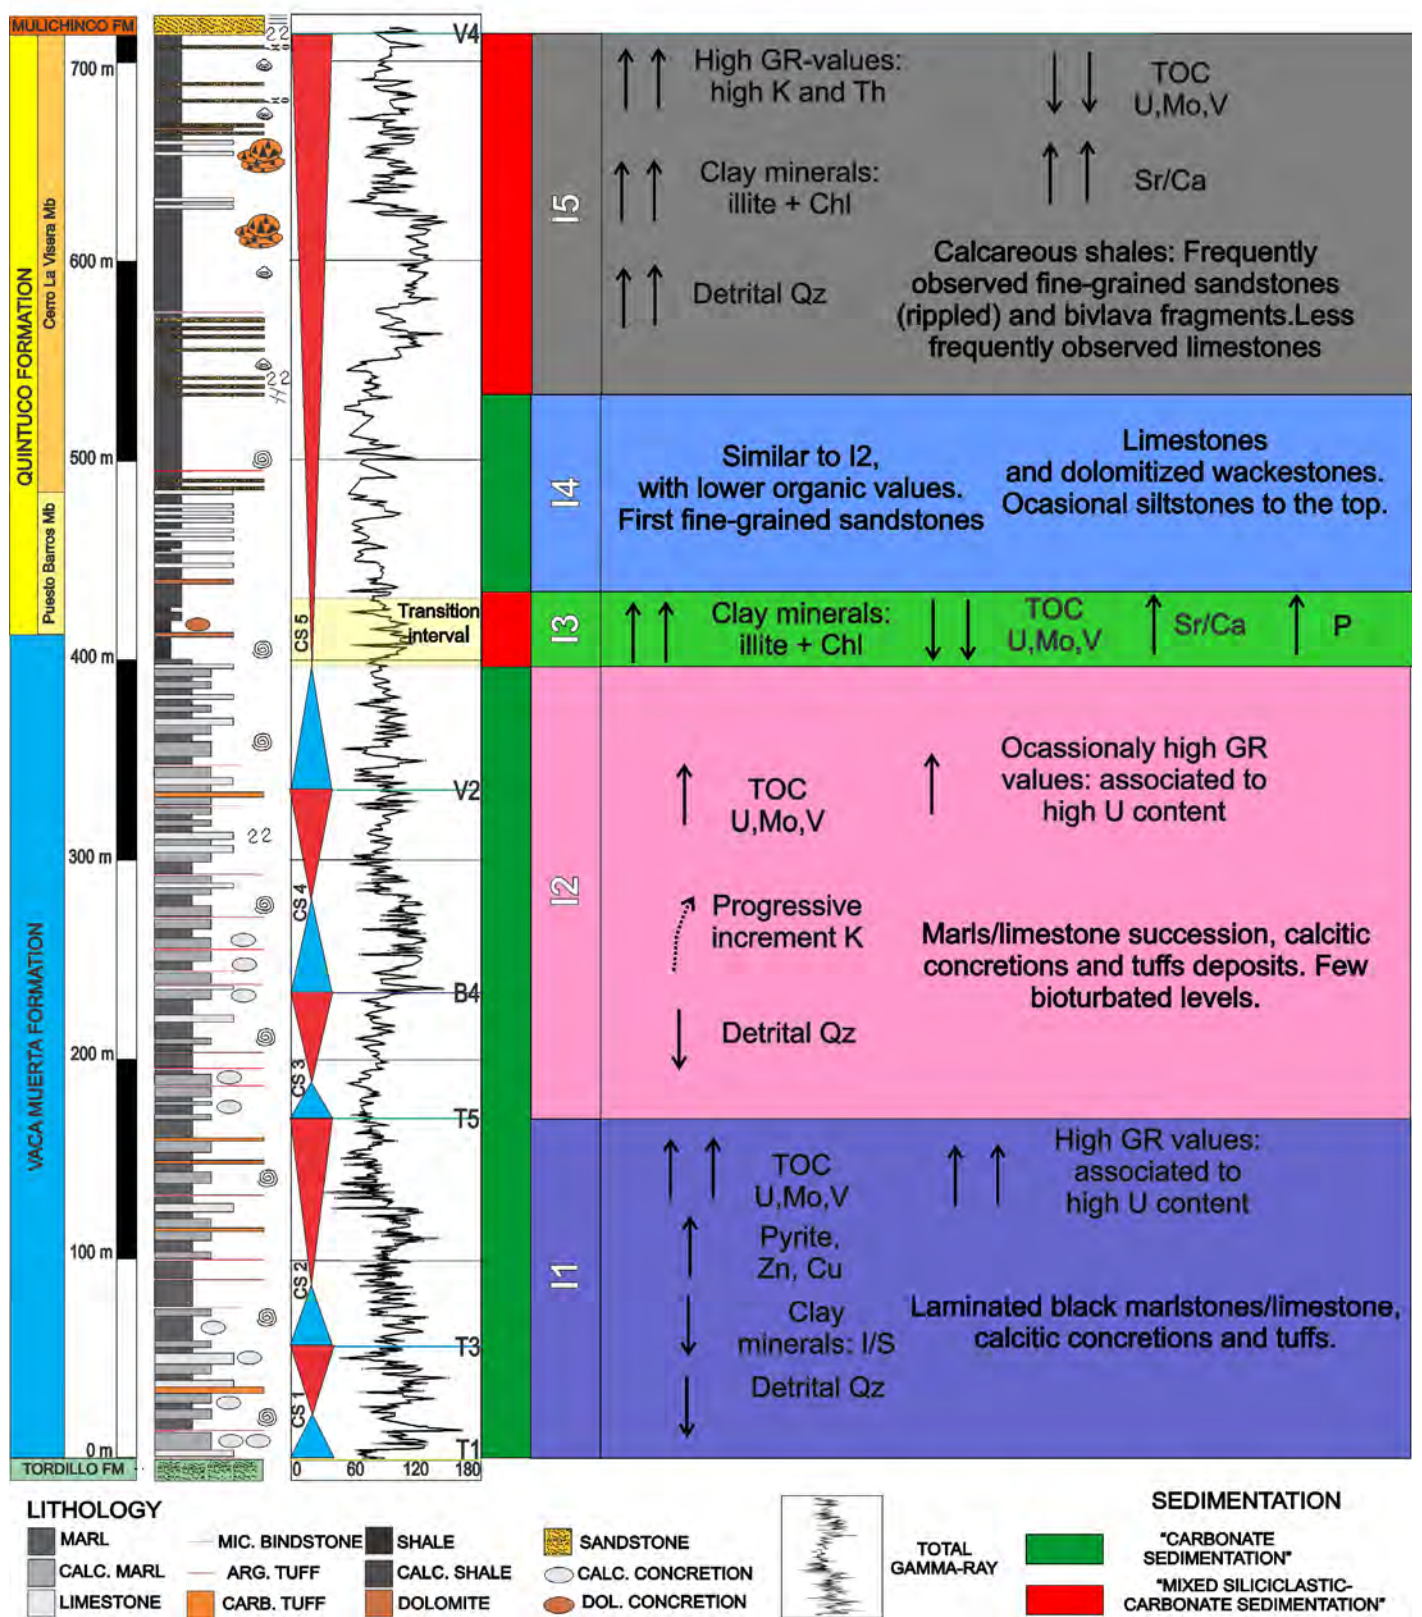 MULICHINCO FM
QUINTUCO FORMATION
Cerro La Visera Mb
Puesto Barros Mb
VACA MUERTA FORMATION
TORDILLO FM
700 m
600 m
500 m
400 m
300 m
200 m
100 m
0 m
CS 5
CS 4
CS 3
CS 2
CS 1
Transition
interval
V4
V2
B4
T5
T3
T1
0
60
120
180
I5
High GR-values:
high K and Th
TOC
U,Mo,V
Clay minerals:
illite + Chl
Sr/Ca
Detrital Qz
Calcareous shales: Frequently
observed fine-grained sandstones
(rippled) and bivlava fragments.Less
frequently observed limestones
I4
Similar to I2,
with lower organic values.
First fine-grained sandstones
Limestones
and dolomitized wackestones.
Ocasional siltstones to the top.
I3
Clay minerals:
illite + Chl
TOC
U,Mo,V
Sr/Ca
P
I2
TOC
U,Mo,V
Ocassionaly high GR
values: associated to
high U content
Progressive
increment K
Marls/limestone succession, calcitic
concretions and tuffs deposits. Few
bioturbated levels.
Detrital Qz
I1
TOC
U,Mo,V
High GR values:
associated to
high U content
Pyrite,
Zn, Cu
Clay
minerals: I/S
Laminated black marlstones/limestone,
calcitic concretions and tuffs.
Detrital Qz
LITHOLOGY
MARL
CALC. MARL
LIMESTONE
MIC. BINDSTONE
ARG. TUFF
CARB. TUFF
SHALE
CALC. SHALE
DOLOMITE
SANDSTONE
CALC. CONCRETION
DOL. CONCRETION
TOTAL
GAMMA-RAY
SEDIMENTATION
"CARBONATE
SEDIMENTATION"
"MIXED SILICICLASTIC-
CARBONATE SEDIMENTATION"